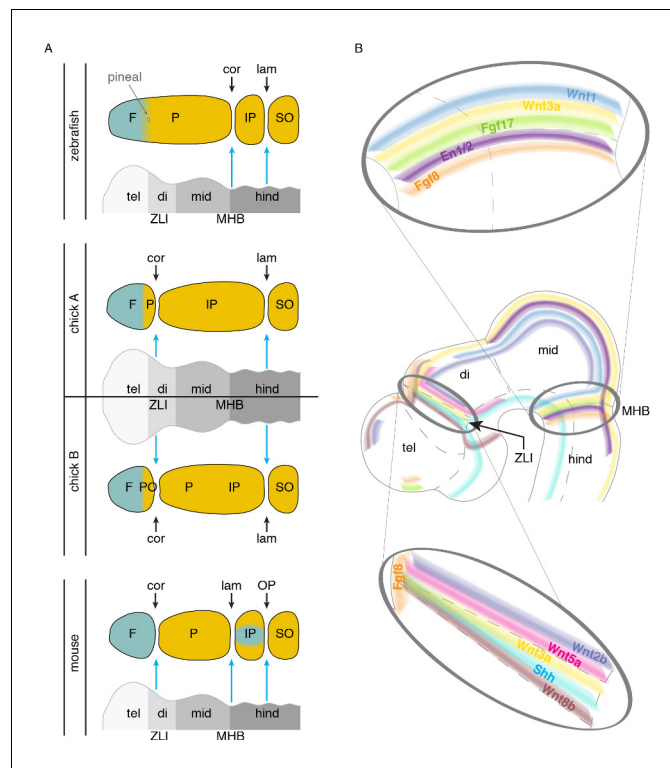 A
pineal
cor lam
F P IP SO
zebrafish
tel di mid hind
ZLI MHB
cor lam
F P IP SO
chick A
tel di mid hind
ZLI MHB
chick B
F PO P IP SO
cor lam
cor lam OP
F P IP SO
mouse
tel di mid hind
ZLI MHB
B
Wnt1
Wnt3a
Fgf17
En1/2
Fgf8
mid
di
MHB
tel
ZLI
hind
Fgf8
Wnt2b
Wnt5a
Wnt3a
Shh
Wnt8b